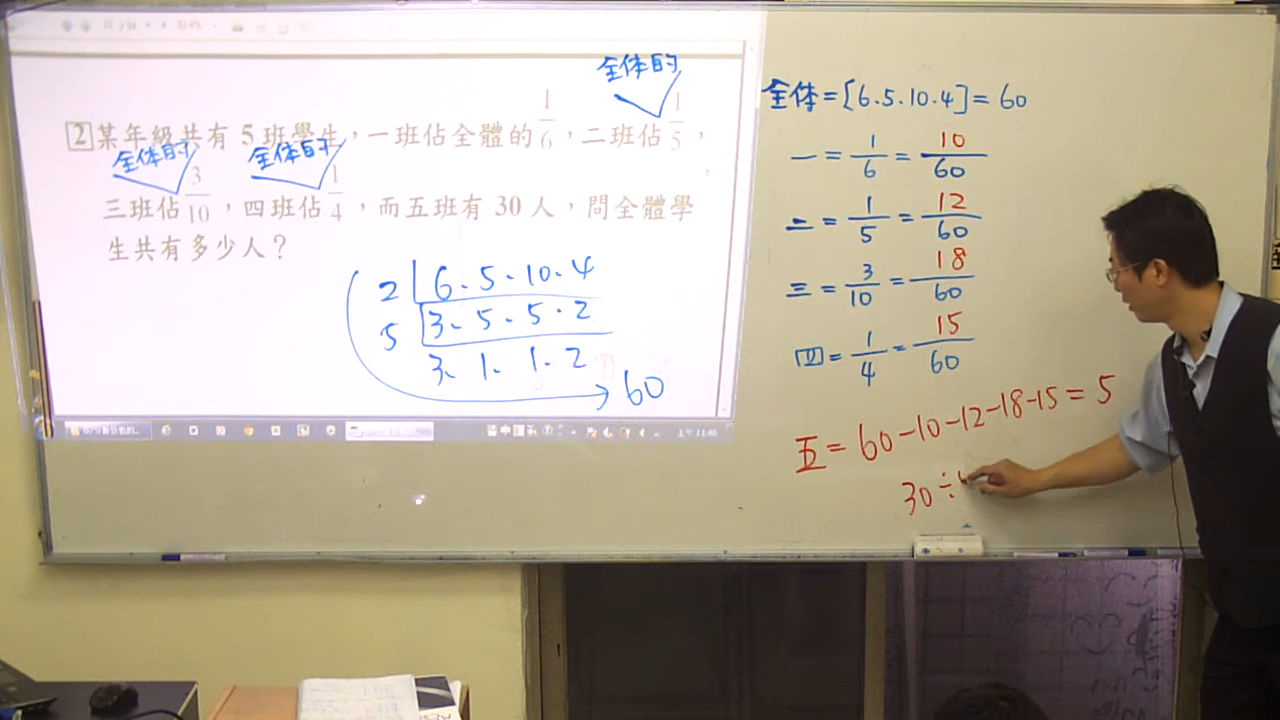 全体的
2 某年級共有 5 班學生，一班佔全體的 1/6，二班佔 1/5，
全体的 全体的
三班佔 3/10，四班佔 1/4，而五班有 30 人，問全體學
生共有多少人？
2 6、5、10、4
5 3、5、5、2
3、1、1、2
60
全体=[6.5.10.4]=60
一=1/6=10/60
二=1/5=12/60
三=3/10=18/60
四=1/4=15/60
五=60-10-12-18-15=5
30÷